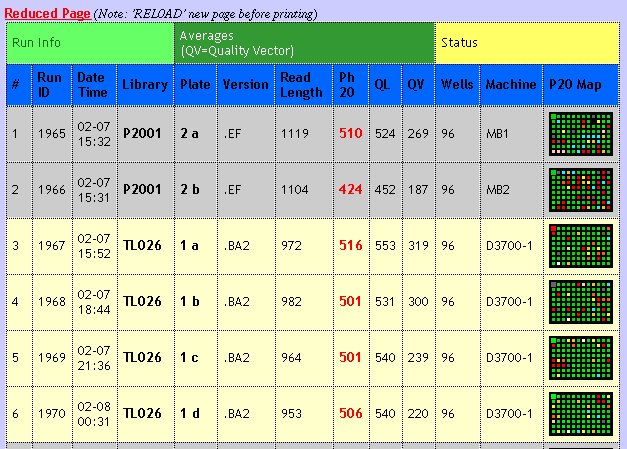 Reduced Page (Note: 'RELOAD' new page before printing)
Run Info Averages (QV=Quality Vector) Status
# Run ID Date Time Library Plate Version Read Length Ph 20 QL QV Wells Machine P20 Map
1 1965 02-07 15:32 P2001 2 a .EF 1119 510 524 269 96 MB1
2 1966 02-07 15:31 P2001 2 b .EF 1104 424 452 187 96 MB2
3 1967 02-07 15:52 TL026 1 a .BA2 972 516 553 319 96 D3700-1
4 1968 02-07 18:44 TL026 1 b .BA2 982 501 531 300 96 D3700-1
5 1969 02-07 21:36 TL026 1 c .BA2 964 501 540 239 96 D3700-1
6 1970 02-08 00:31 TL026 1 d .BA2 953 506 540 220 96 D3700-1